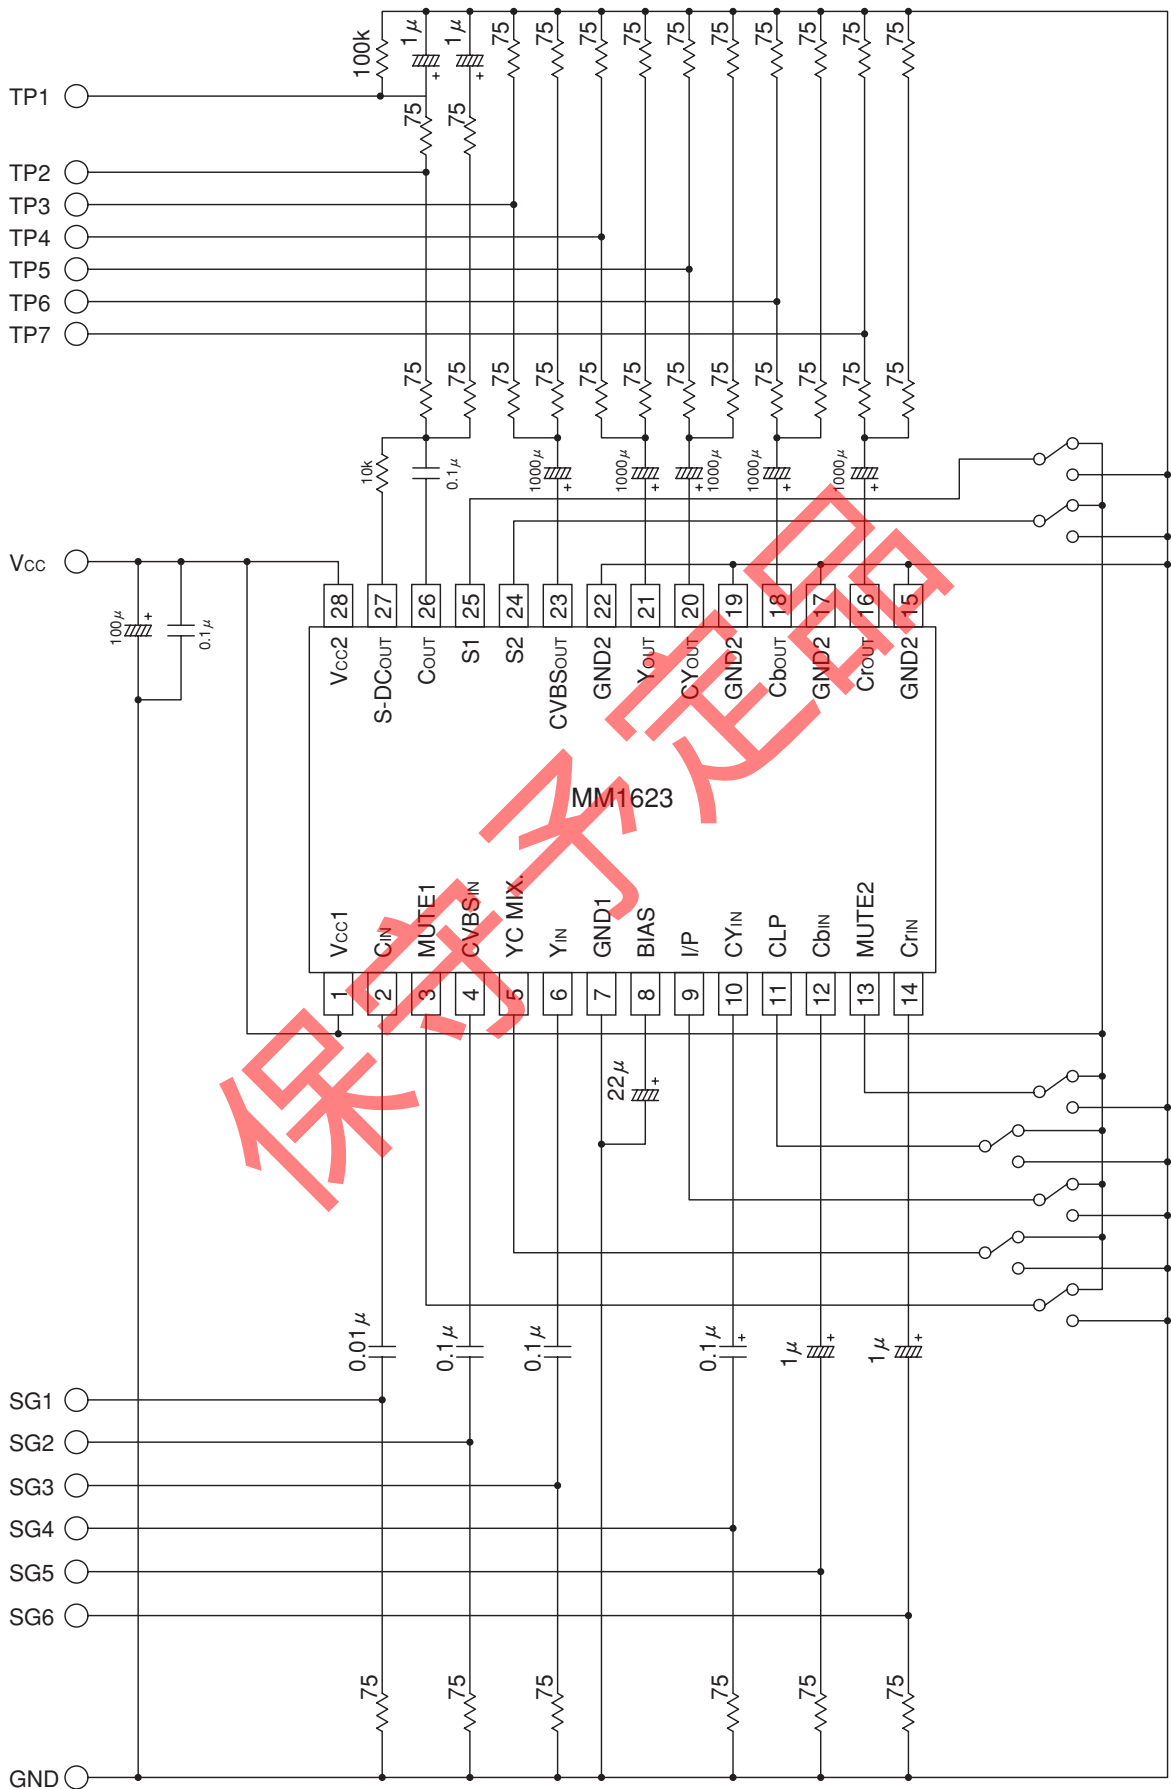 100k
1μ
+
1μ
+
75
75
75
75
75
75
75
75
75
75
TP1
75
75
TP2
TP3
TP4
TP5
TP6
TP7
75
75
75
75
75
75
75
75
75
75
75
75
10k
0.1μ
1000μ
+
1000μ
+
1000μ
+
1000μ
+
1000μ
+
VCC
100μ
+
0.1μ
28
27
26
25
24
23
22
21
20
19
18
17
16
15
VCC2
S-DCOUT
COUT
S1
S2
CVBSOUT
GND2
YOUT
CYOUT
GND2
CbOUT
GND2
CrOUT
GND2
MM1623
保守予定品
VCC1
CIN
MUTE1
CVBSIN
YC MIX.
YIN
GND1
BIAS
I/P
CYIN
CLP
CbIN
MUTE2
CrIN
1
2
3
4
5
6
7
8
9
10
11
12
13
14
22μ
+
0.01μ
0.1μ
0.1μ
0.1μ
+
1μ
+
1μ
+
SG1
SG2
SG3
SG4
SG5
SG6
75
75
75
75
75
75
GND